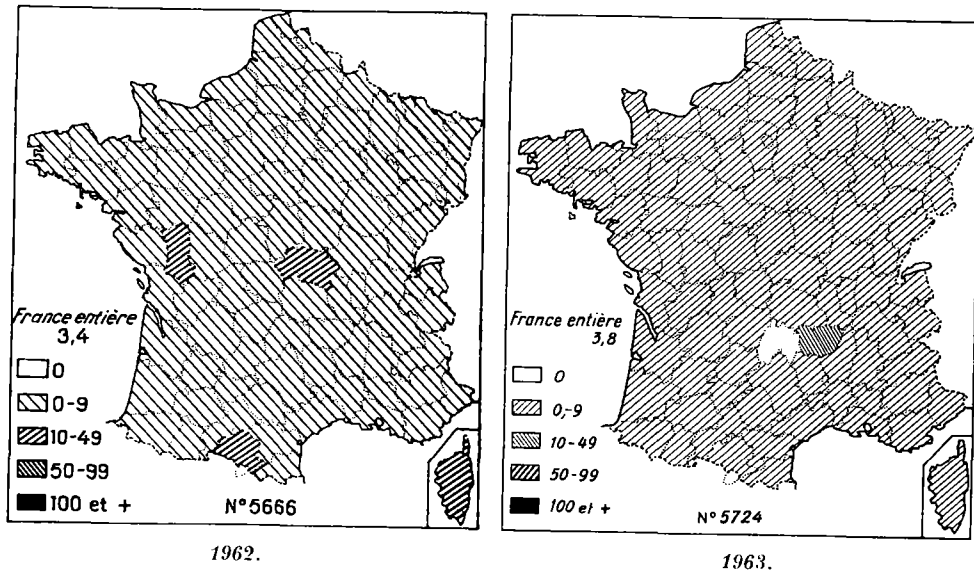 France entière
3,4
0
0-9
10-49
50-99
100 et +
N° 5666
1962.
France entière
3,8
0
0,-9
10-49
50-99
100 et +
N° 5724
1963.